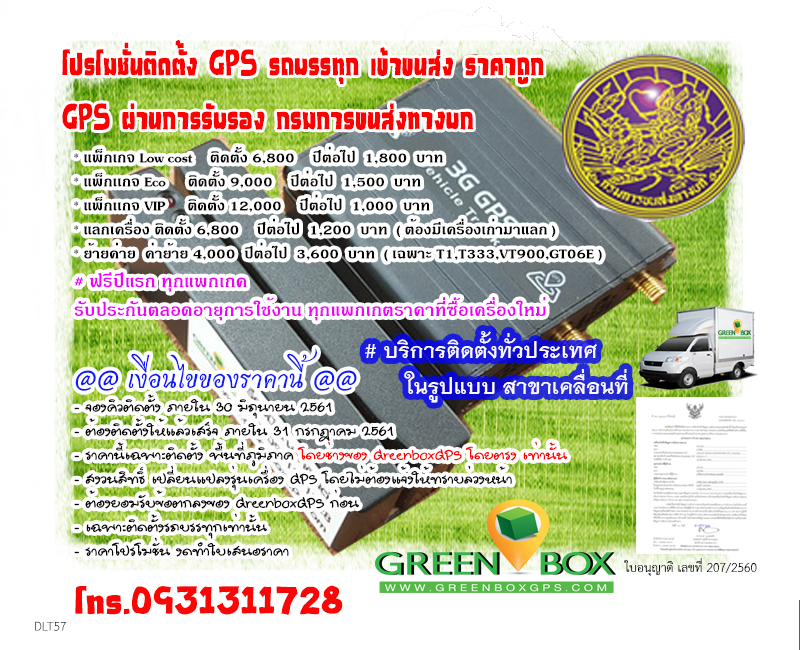 โปรโมชั่นติดตั้ง GPS รถบรรทุก เข้าขนส่ง ราคาถูก
GPS ผ่านการรับรอง กรมการขนส่งทางบก
* แพ็กเกจ Low cost ติดตั้ง 6,800 ปีต่อไป 1,800 บาท
* แพ็กแกจ Eco ติดตั้ง 9,000 ปีต่อไป 1,500 บาท
* แพ็กแกจ VIP ติดตั้ง 12,000 ปีต่อไป 1,000 บาท
* แลกเครื่อง ติดตั้ง 6,800 ปีต่อไป 1,200 บาท ( ต้องมีเครื่องเก่ามาแลก )
* ย้ายค่าย ค่าย้าย 4,000 ปีต่อไป 3,600 บาท ( เฉพาะ T1,T333,VT900,GT06E )
# ฟรีปีแรก ทุกแพกเกค
รับประกันตลอดอายุการใช้งาน ทุกแพกเกตราคาที่ซื้อเครื่องใหม่
3G GPS
Vehicle
# บริการติดตั้งทั่วประเทศ
ในรูปแบบ สาขาเคลื่อนที่
GREEN BOX
@@ เงื่อนไขของราคานี้ @@
- จองคิวติดตั้ง ภายใน 30 มิถุนายน 2561
- ต้องติดตั้งให้แล้วเสร็จ ภายใน 31 กรกฎาคม 2561
- ราคานี้เฉพาะติดตั้ง พื้นที่ภูมิภาค โดยช่างของ GreenboxGPS โดยตรง เท่านั้น
- สงวนสิทธิ์ เปลี่ยนแปลงรุ่นเครื่อง GPS โดยไม่ต้องแจ้งให้ทราบล่วงหน้า
- ต้องยอมรับข้อตกลงของ GreenboxGPS ก่อน
- เฉพาะติดตั้งรถบรรทุกเท่านั้น
- ราคาโปรโมชั่น งดทำใบเสนอราคา
GREEN BOX
WWW.GREENBOXGPS.COM
ใบอนุญาติ เลขที่ 207/2560
โทร.0931311728
DLT57